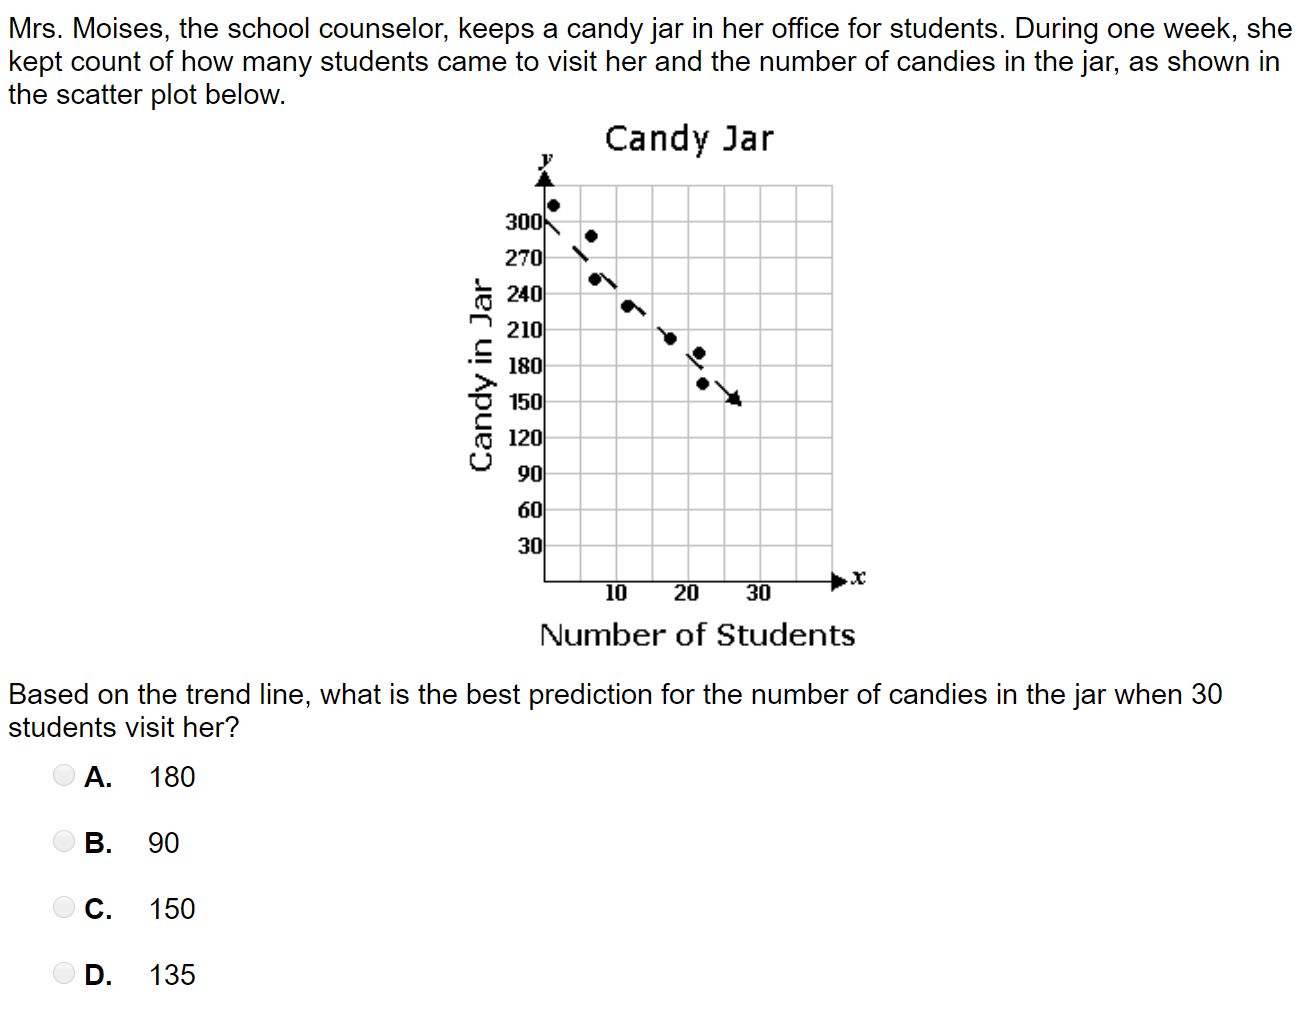 Mrs. Moises, the school counselor, keeps a candy jar in her office for students. During one week, she
kept count of how many students came to visit her and the number of candies in the jar, as shown in
the scatter plot below.
Candy Jar
y
300
270
240
210
180
150
120
90
60
30
Candy in Jar
10 20 30
x
Number of Students
Based on the trend line, what is the best prediction for the number of candies in the jar when 30
students visit her?
A. 180
B. 90
C. 150
D. 135